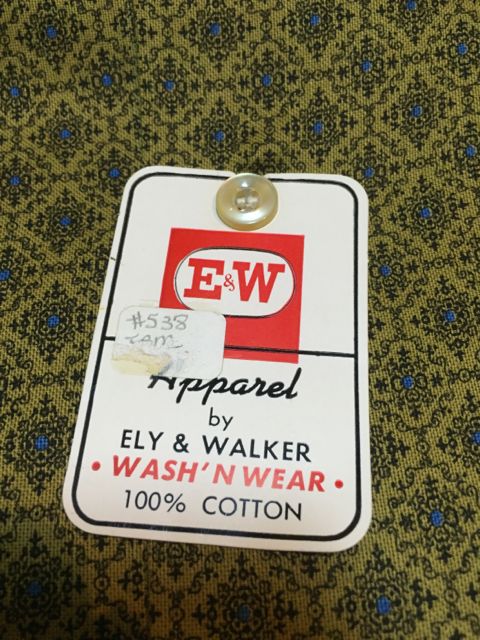 E&W
#538
Apparel
by
ELY & WALKER
• WASH'N WEAR •
100% COTTON